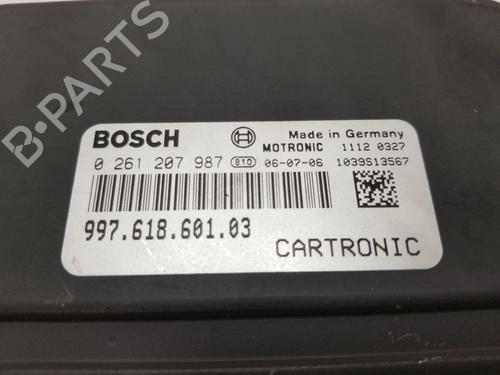 B-PARTS
BOSCH
Made in Germany
MOTRONIC 1112 0327
0 261 207 987 810 06-07-06 1039S13567
997.618.601.03
CARTRONIC